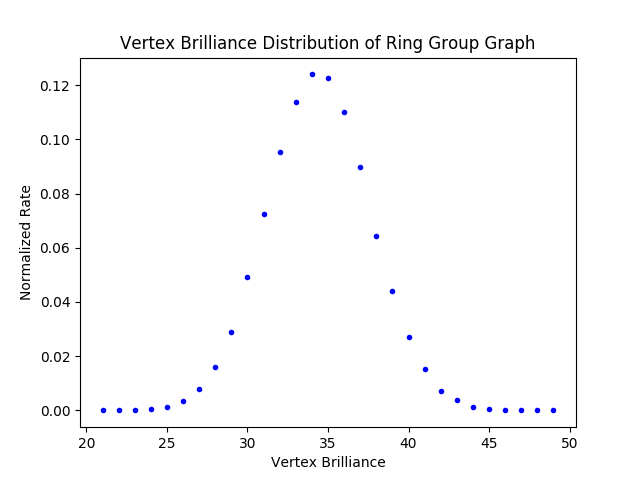 Vertex Brilliance Distribution of Ring Group Graph
0.12
0.10
0.08
0.06
0.04
0.02
0.00
Normalized Rate
20 25 30 35 40 45 50
Vertex Brilliance